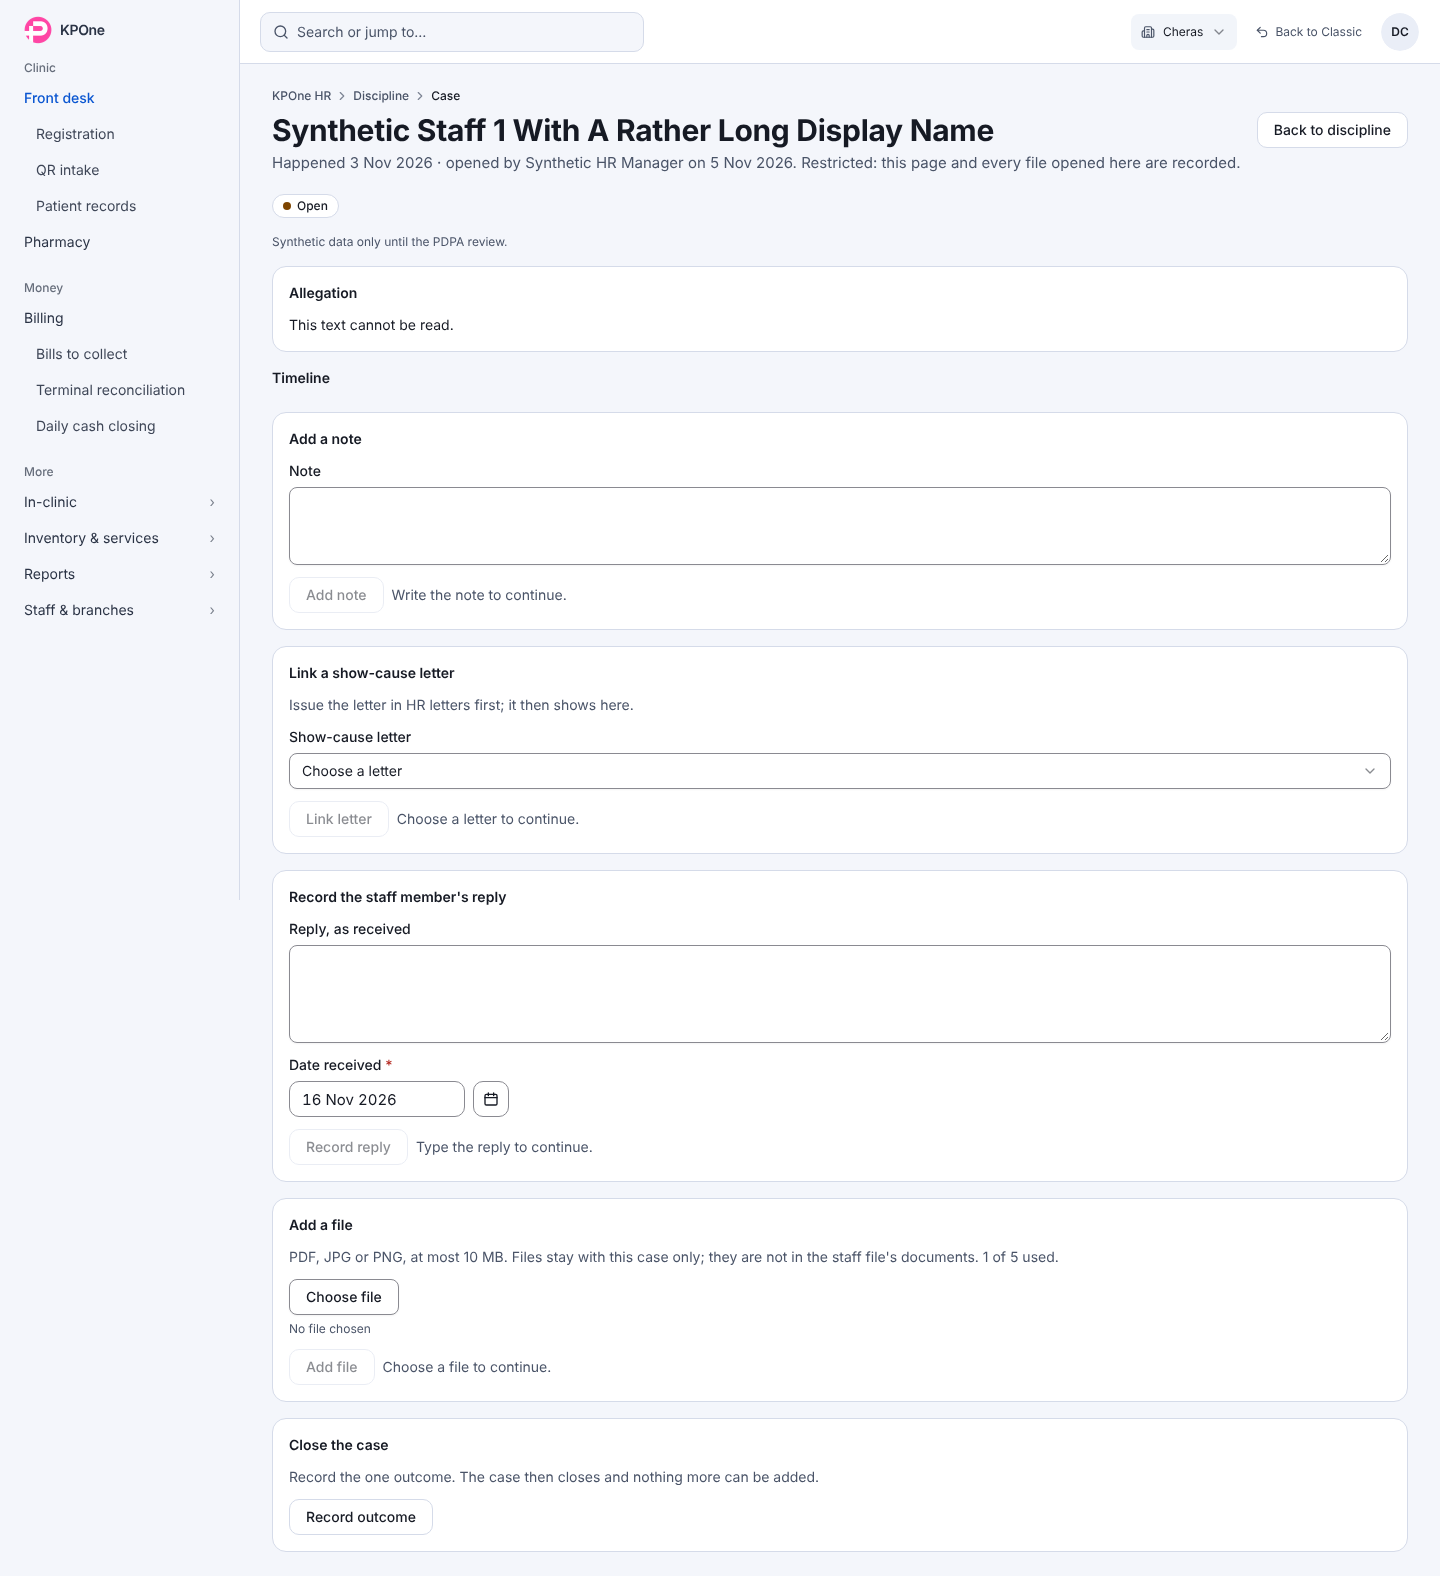 KPOne
Search or jump to...
Cheras
Back to Classic
DC
Clinic
Front desk
Registration
QR intake
Patient records
Pharmacy
Money
Billing
Bills to collect
Terminal reconciliation
Daily cash closing
More
In-clinic
Inventory & services
Reports
Staff & branches
KPOne HR > Discipline > Case
Synthetic Staff 1 With A Rather Long Display Name
Back to discipline
Happened 3 Nov 2026 · opened by Synthetic HR Manager on 5 Nov 2026. Restricted: this page and every file opened here are recorded.
Open
Synthetic data only until the PDPA review.
Allegation
This text cannot be read.
Timeline
Add a note
Note
Add note Write the note to continue.
Link a show-cause letter
Issue the letter in HR letters first; it then shows here.
Show-cause letter
Choose a letter
Link letter Choose a letter to continue.
Record the staff member's reply
Reply, as received
Date received *
16 Nov 2026
Record reply Type the reply to continue.
Add a file
PDF, JPG or PNG, at most 10 MB. Files stay with this case only; they are not in the staff file's documents. 1 of 5 used.
Choose file
No file chosen
Add file Choose a file to continue.
Close the case
Record the one outcome. The case then closes and nothing more can be added.
Record outcome